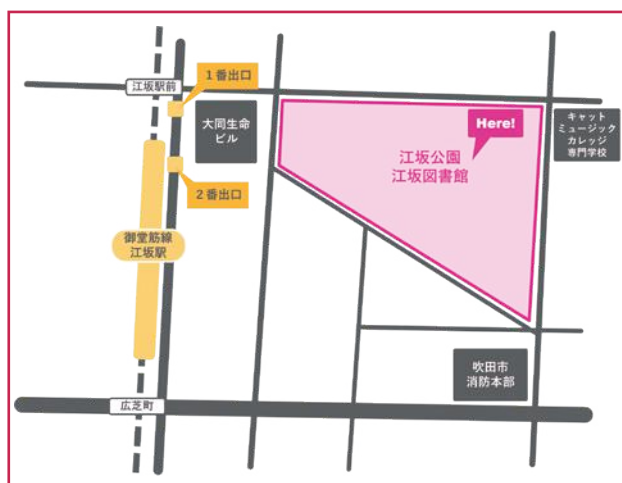 1番出口
江坂駅前
大同生命
ビル
Here!
キャット
ミュージック
カレッジ
専門学校
江坂公園
江坂図書館
2番出口
御堂筋線
江坂駅
吹田市
消防本部
広芝町